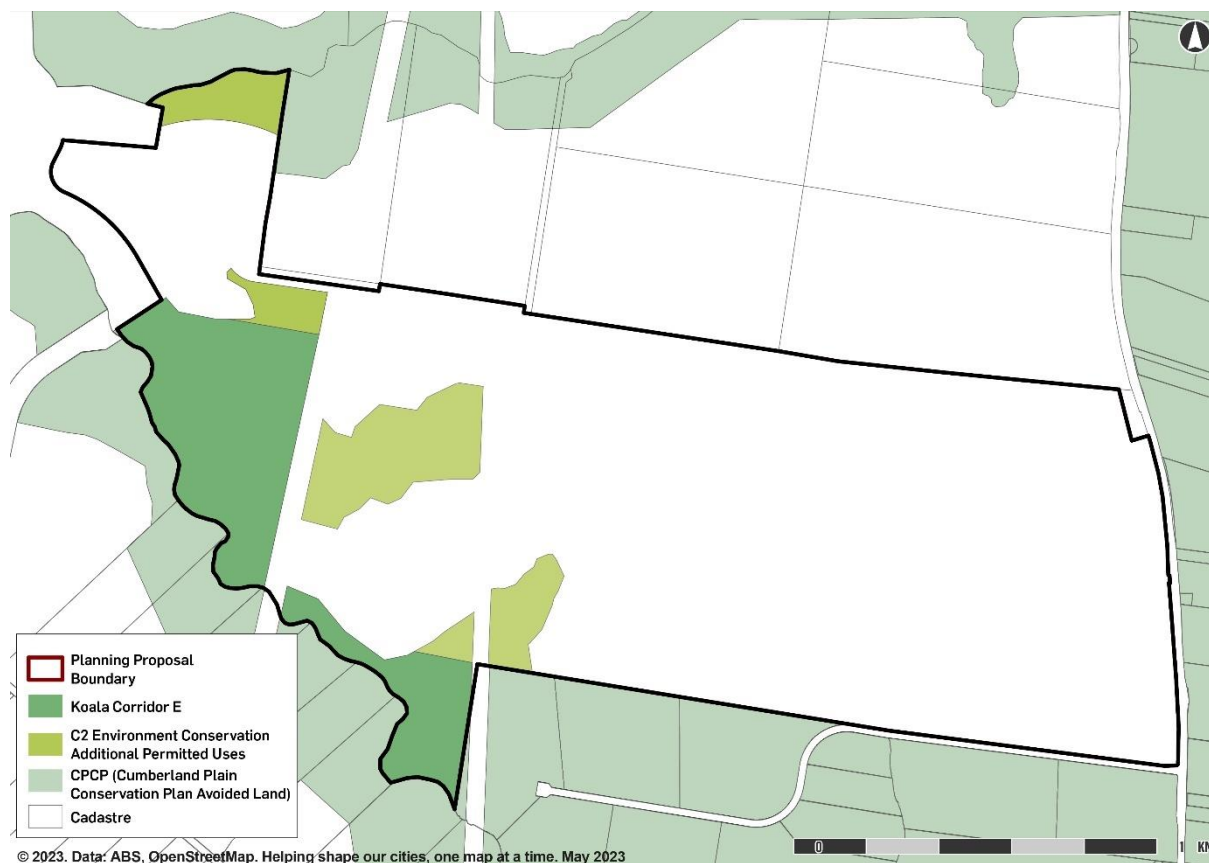 Planning Proposal
Boundary
Koala Corridor E
C2 Environment Conservation
Additional Permitted Uses
CPCP (Cumberland Plain
Conservation Plan Avoided Land)
Cadastre
0 1 KM
© 2023. Data: ABS, OpenStreetMap. Helping shape our cities, one map at a time. May 2023